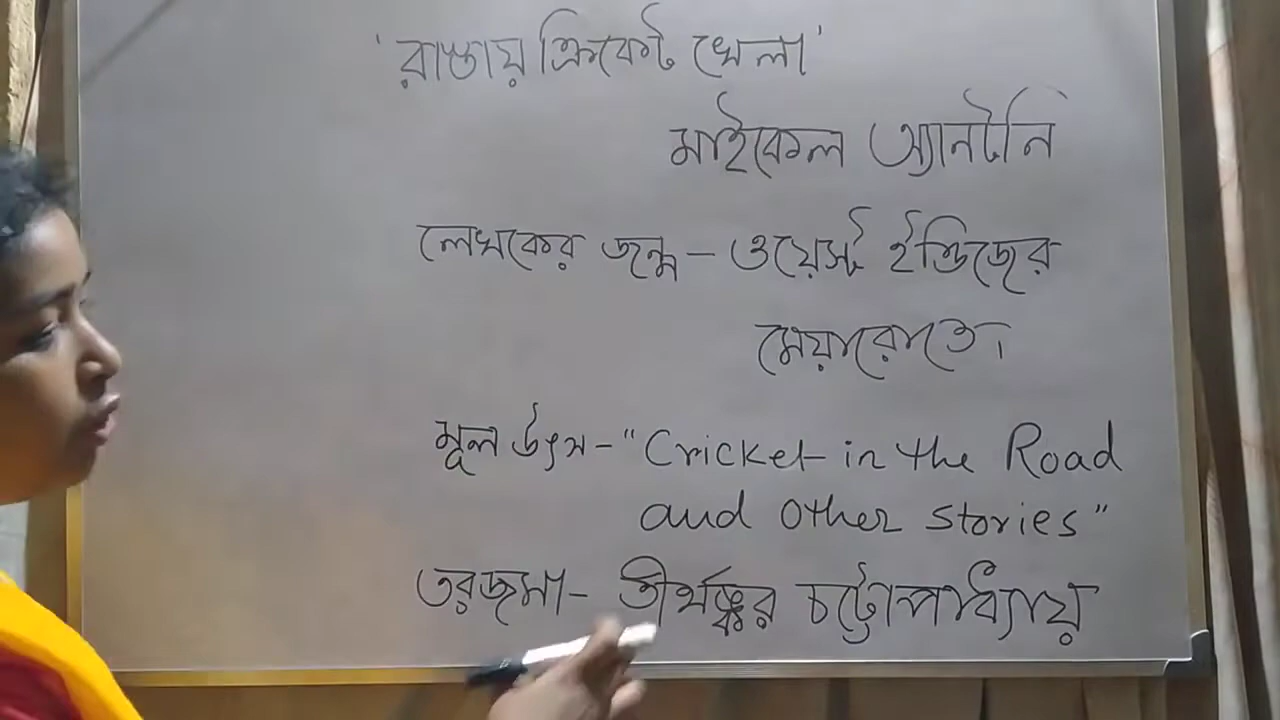 'রাস্তায় ক্রিকেট খেলা'
মাইকেল অ্যানটনি
লেখকের জন্ম – ওয়েস্ট ইন্ডিজের
মেয়ারোতে।
মূল উৎস – "Cricket in the Road
and other stories"
তরজমা – তীর্থঙ্কর চট্টোপাধ্যায়